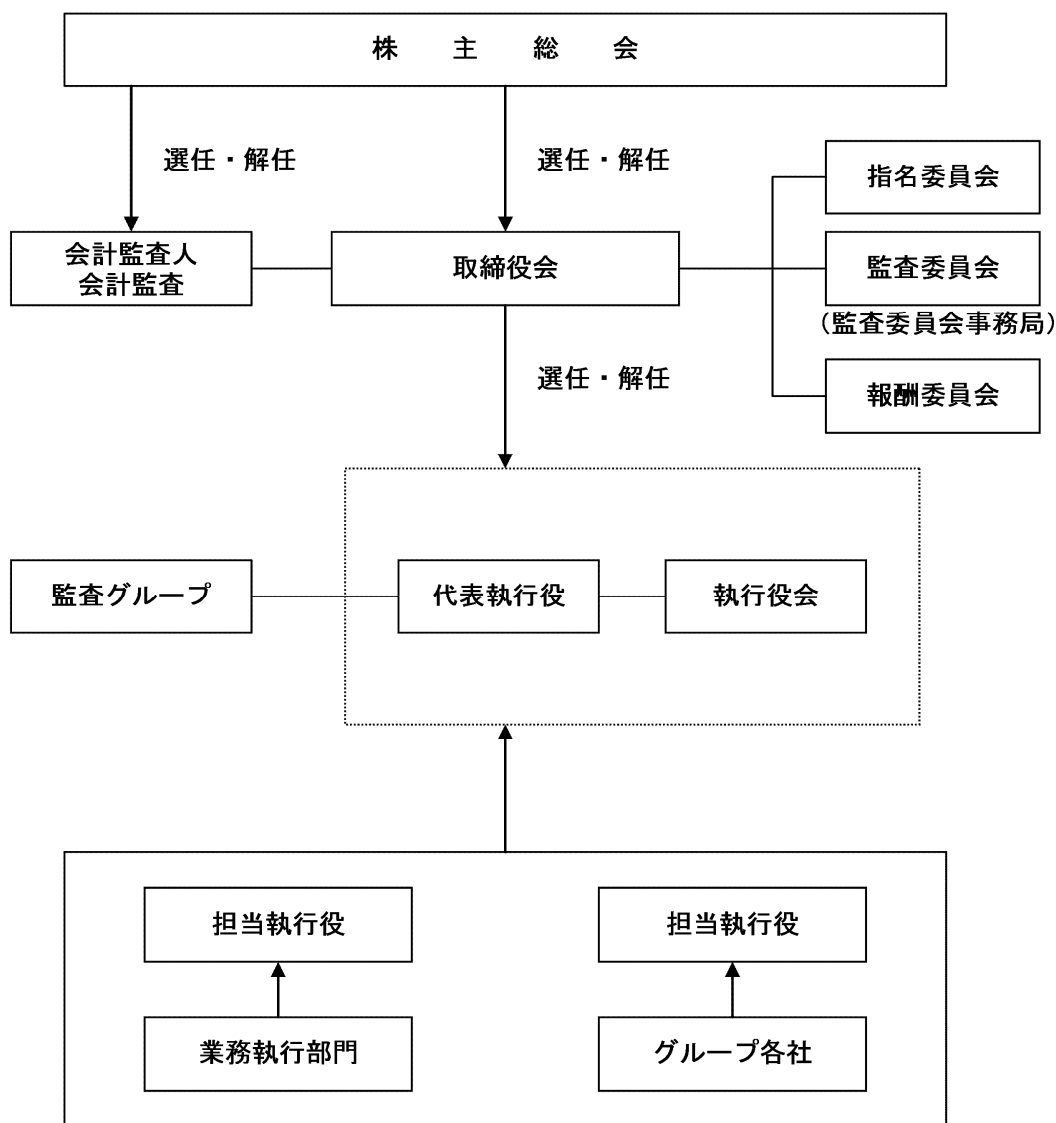 株主総会
選任・解任
選任・解任
指名委員会
会計監査人
会計監査
取締役会
監査委員会
(監査委員会事務局)
選任・解任
報酬委員会
監査グループ
代表執行役
執行役会
担当執行役
担当執行役
業務執行部門
グループ各社